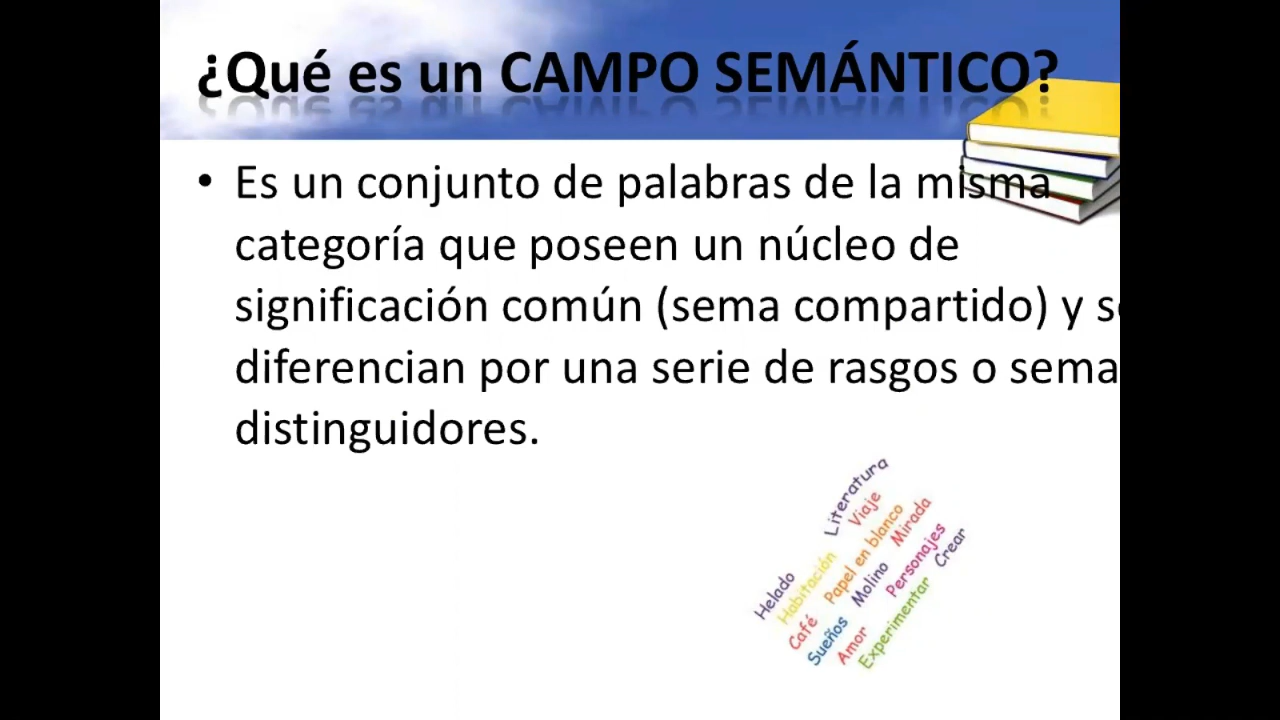 ¿Qué es un CAMPO SEMÁNTICO?
• Es un conjunto de palabras de la misma
categoría que poseen un núcleo de
significación común (sema compartido) y
diferencian por una serie de rasgos o sema
distinguidores.
Literatura
Viaje
Mirada
Papel en blanco
Personajes
Crear
Helado
Habitación
Molino
Café
Sueños
Amor
Experimentar